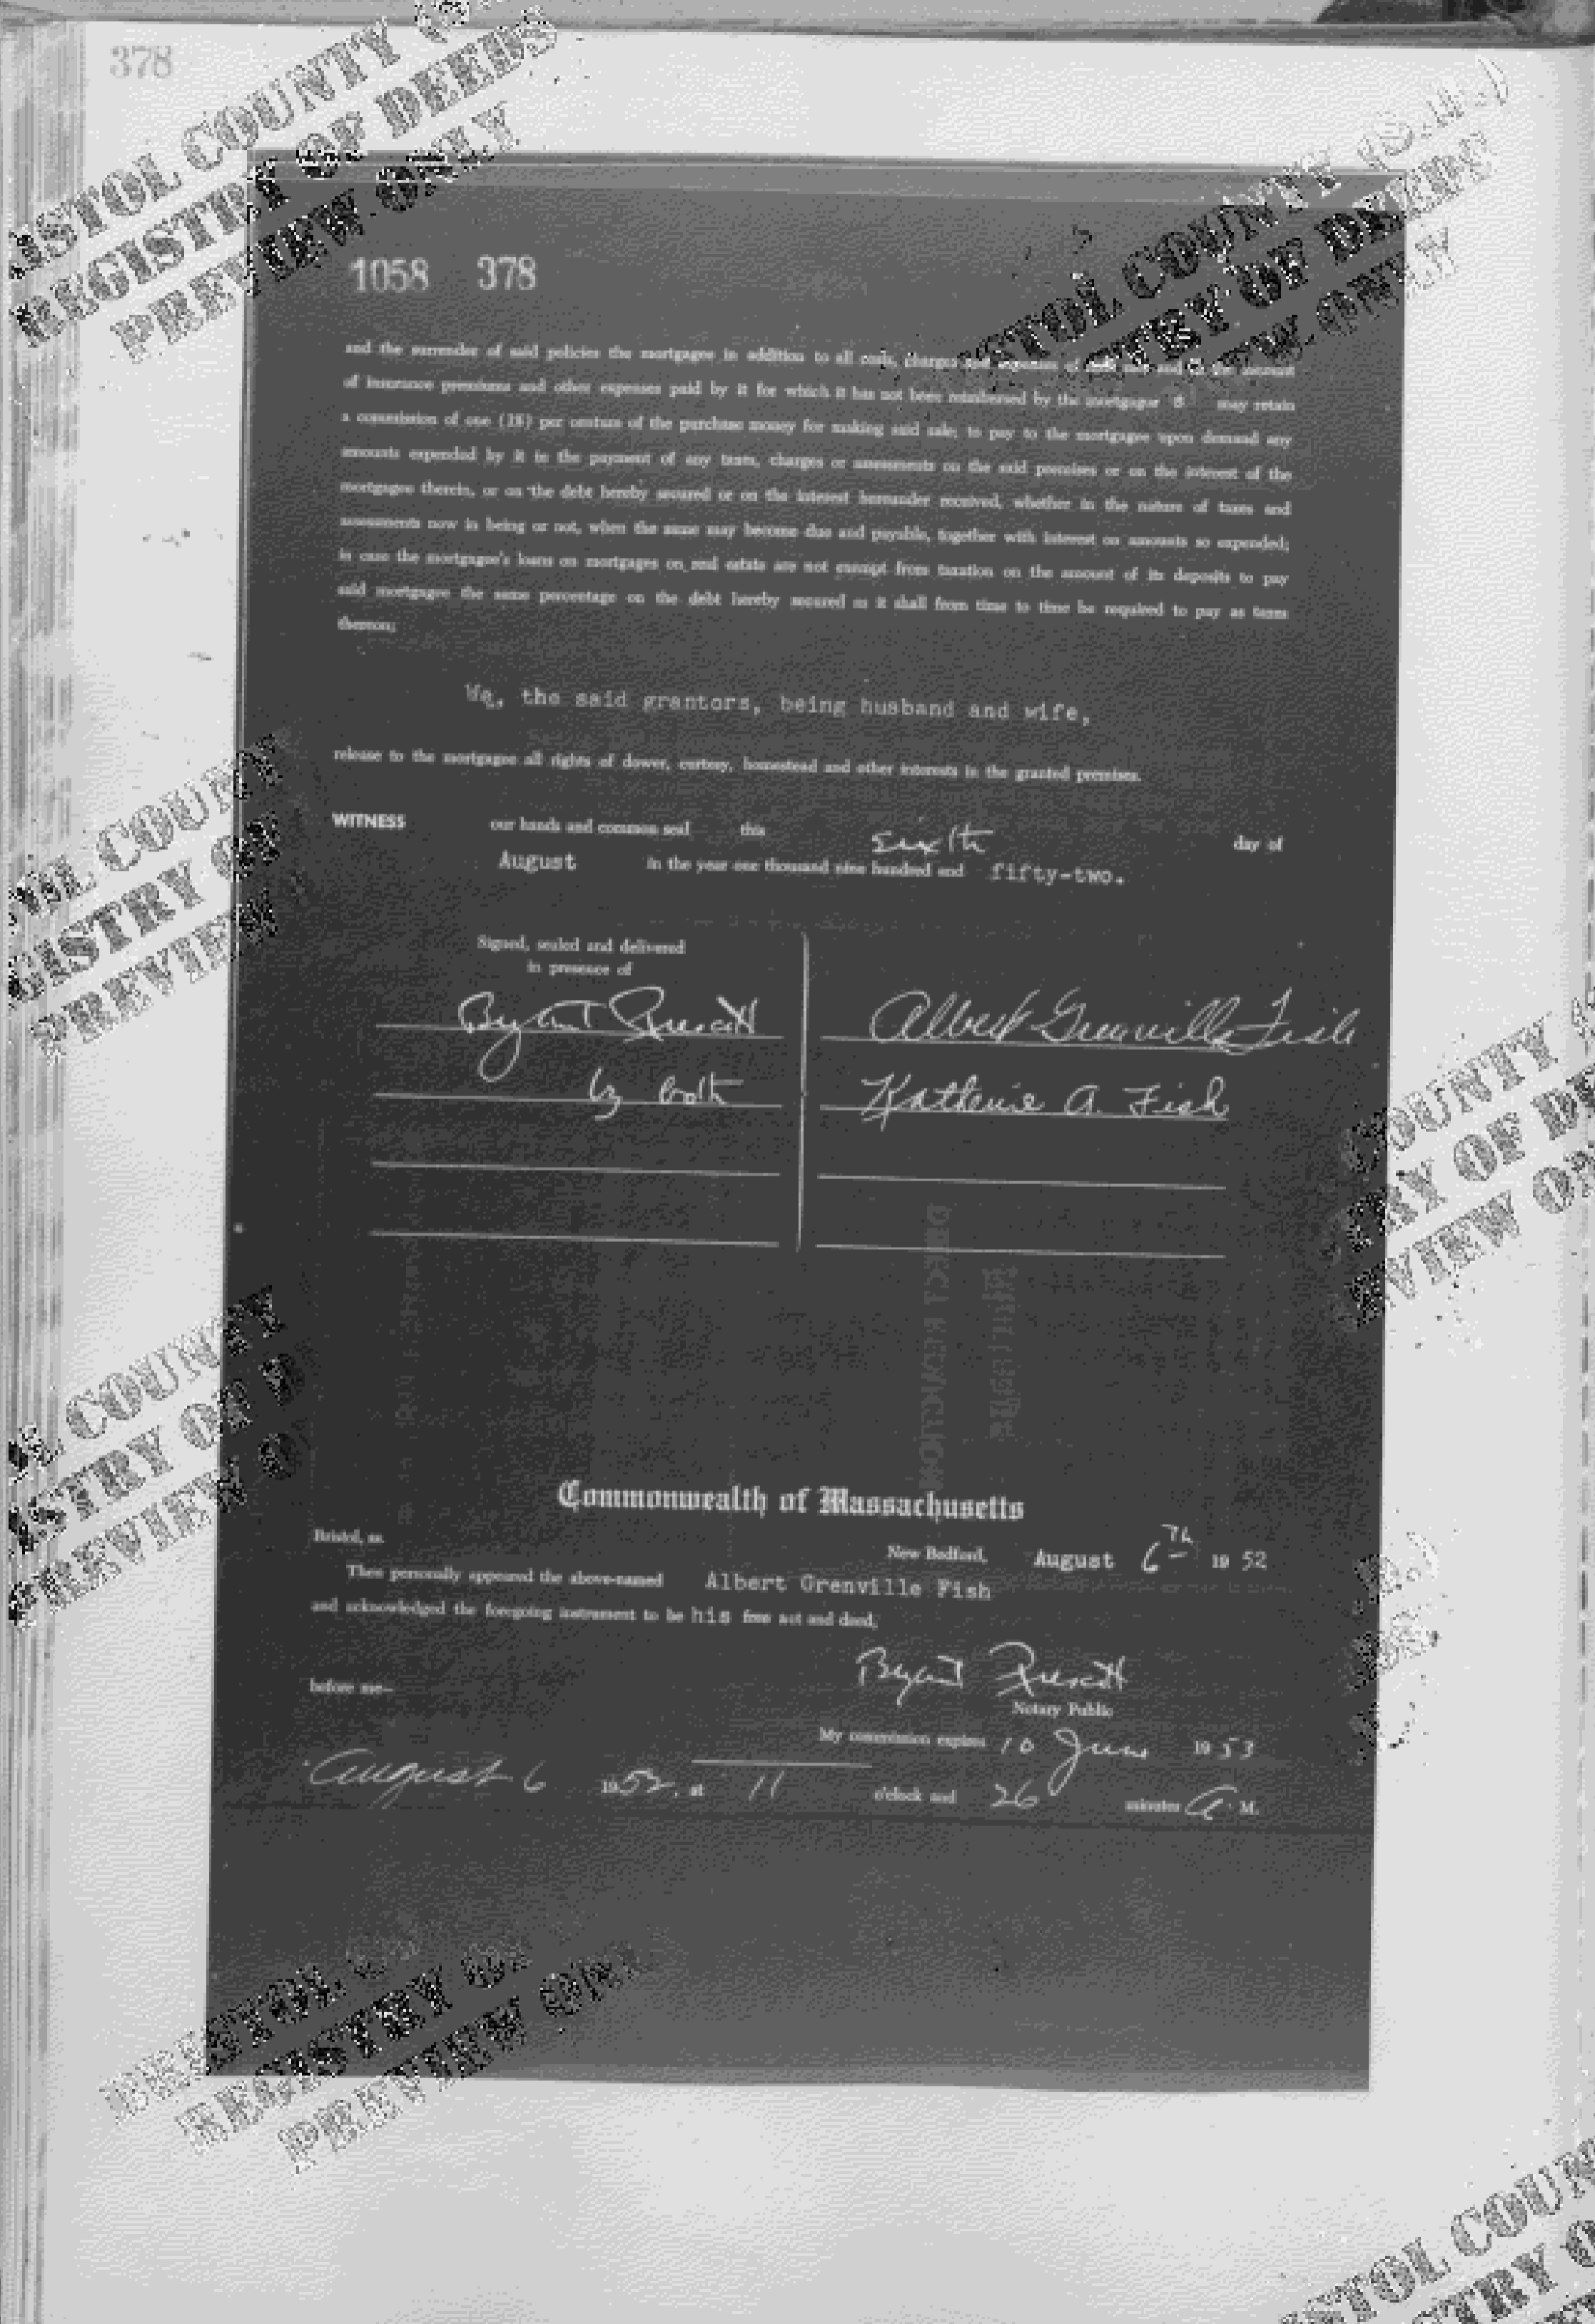 378
1058 378
and the surrender of said policies the mortgagee in addition to all costs, charges and expenses of said sale and the amount
of insurance premiums and other expenses paid by it for which it has not been reimbursed by the mortgagor s may retain
a commission of one (1%) per centum of the purchase money for making said sale; to pay to the mortgagee upon demand any
amounts expended by it in the payment of any taxes, charges or assessments on the said premises or on the interest of the
mortgagee therein, or on the debt hereby secured or on the interest hereunder received, whether in the nature of taxes and
assessments now in being or not, when the same may become due and payable, together with interest on amounts so expended;
in case the mortgagee's loans on mortgages on real estate are not exempt from taxation on the amount of its deposits to pay
said mortgagee the same percentage on the debt hereby secured as it shall from time to time be required to pay as taxes
thereon;
We, the said grantors, being husband and wife,
release to the mortgagee all rights of dower, curtesy, homestead and other interests in the granted premises.
WITNESS our hands and common seal this sixth day of
August in the year one thousand nine hundred and fifty-two.
Signed, sealed and delivered
in presence of
Bryant Prescott Albert Grenville Fish
to both Katherine A. Fish
Commonwealth of Massachusetts
Bristol, ss. New Bedford, August 6th 19 52
Then personally appeared the above-named Albert Grenville Fish
and acknowledged the foregoing instrument to be his free act and deed,
before me— Bryant Prescott
Notary Public
My commission expires 10 June 19 53
August 6 1952, at 11 o'clock and 26 minutes A. M.
BRISTOL COUNTY
REGISTRY OF DEEDS
PREVIEW ONLY